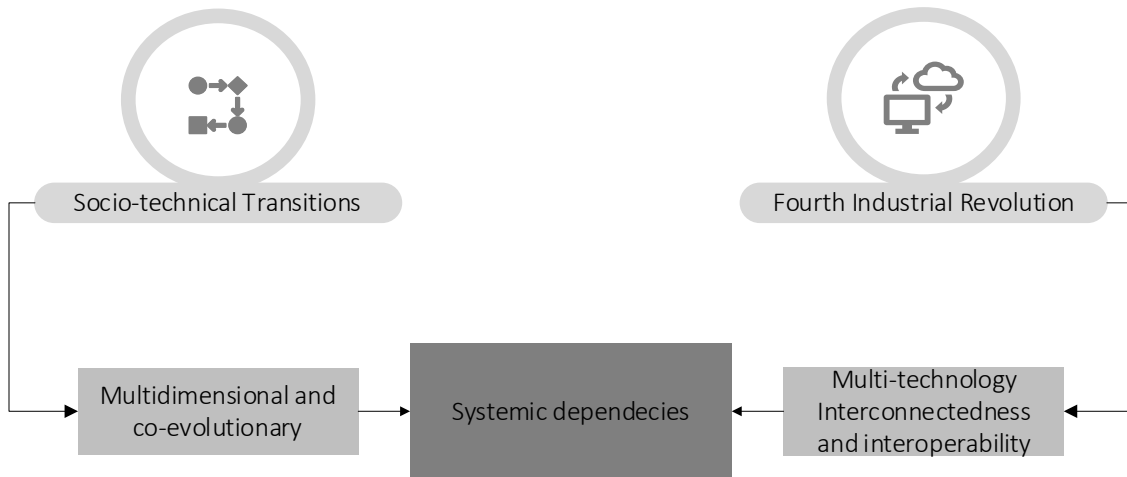 Socio-technical Transitions
Fourth Industrial Revolution
Multidimensional and
co-evolutionary
Systemic dependecies
Multi-technology
Interconnectedness
and interoperability